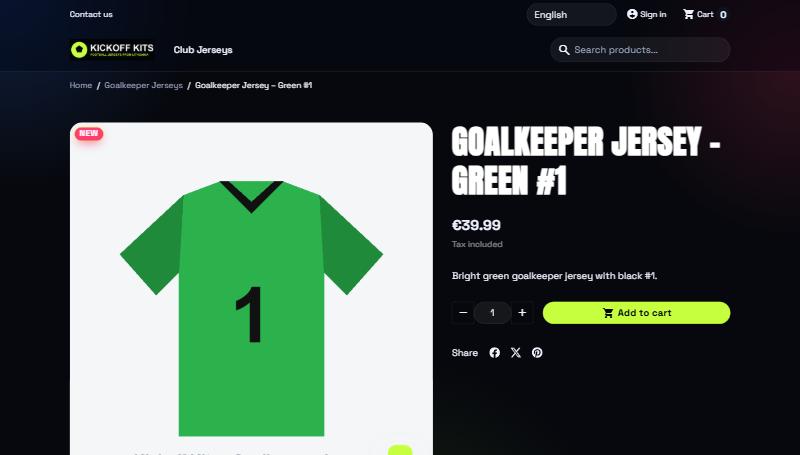 Contact us
English
Sign in
Cart 0
KICKOFF KITS
Club Jerseys
Search products...
Home / Goalkeeper Jerseys / Goalkeeper Jersey – Green #1
NEW
1
GOALKEEPER JERSEY –
GREEN #1
€39.99
Tax included
Bright green goalkeeper jersey with black #1.
− 1 +
Add to cart
Share